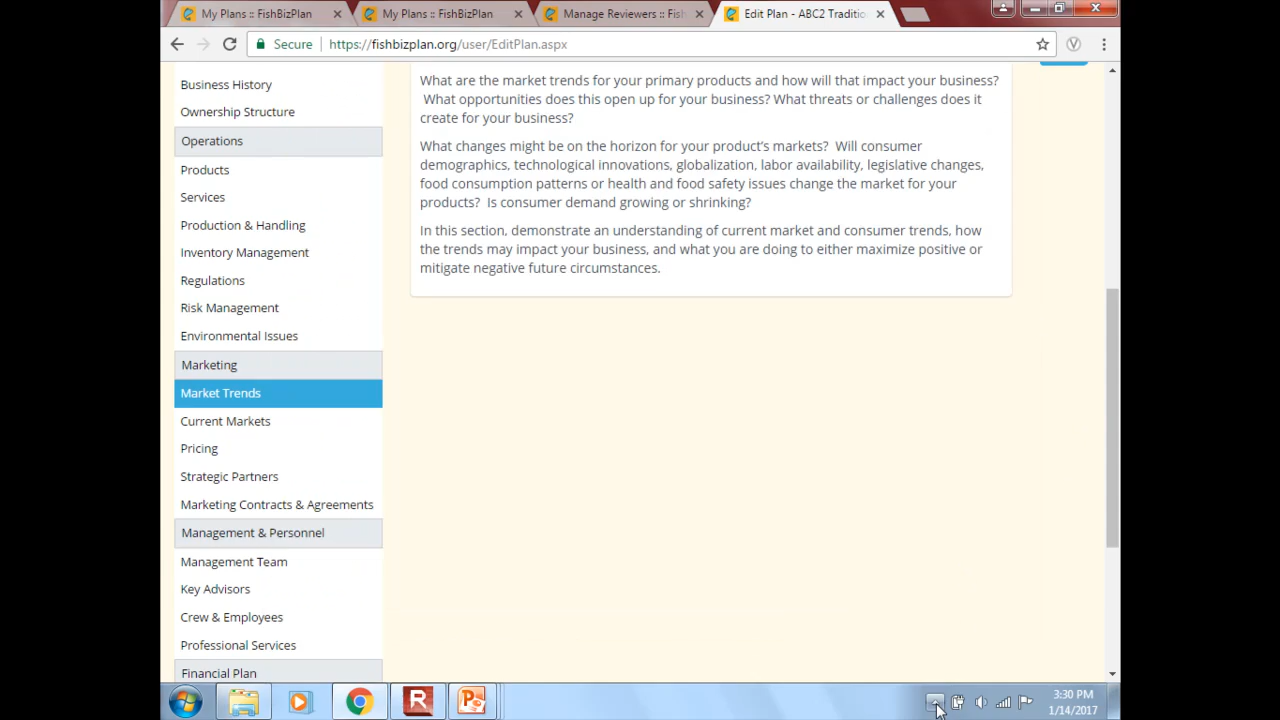 My Plans :: FishBizPlan
My Plans :: FishBizPlan
Manage Reviewers :: Fish
Edit Plan - ABC2 Traditio
Secure
https://fishbizplan.org/user/EditPlan.aspx
Business History
Ownership Structure
Operations
Products
Services
Production & Handling
Inventory Management
Regulations
Risk Management
Environmental Issues
Marketing
Market Trends
Current Markets
Pricing
Strategic Partners
Marketing Contracts & Agreements
Management & Personnel
Management Team
Key Advisors
Crew & Employees
Professional Services
Financial Plan
What are the market trends for your primary products and how will that impact your business?
What opportunities does this open up for your business? What threats or challenges does it
create for your business?
What changes might be on the horizon for your product's markets? Will consumer
demographics, technological innovations, globalization, labor availability, legislative changes,
food consumption patterns or health and food safety issues change the market for your
products? Is consumer demand growing or shrinking?
In this section, demonstrate an understanding of current market and consumer trends, how
the trends may impact your business, and what you are doing to either maximize positive or
mitigate negative future circumstances.
3:30 PM
1/14/2017